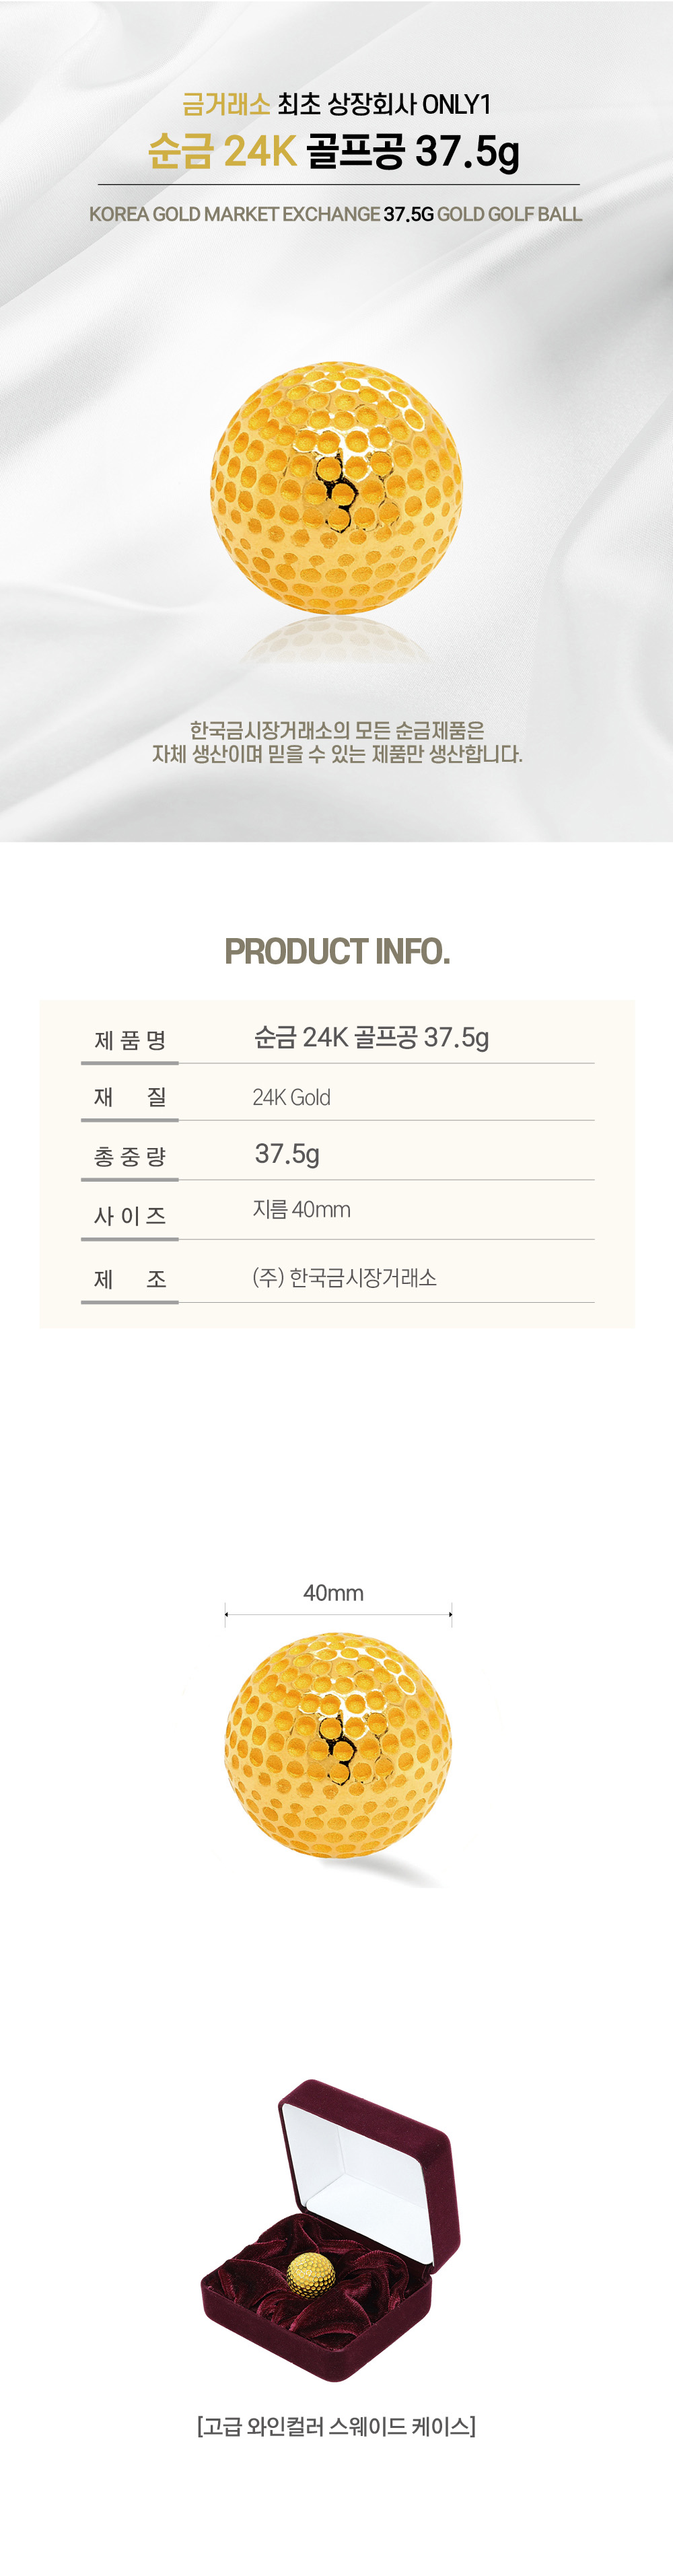 금거래소 최초 상장회사 ONLY1
순금 24K 골프공 37.5g
KOREA GOLD MARKET EXCHANGE 37.5G GOLD GOLF BALL
한국금시장거래소의 모든 순금제품은
자체 생산이며 믿을 수 있는 제품만 생산합니다.
PRODUCT INFO.
제 품 명 순금 24K 골프공 37.5g
재 질 24K Gold
총 중 량 37.5g
사 이 즈 지름 40mm
제 조 (주) 한국금시장거래소
40mm
[고급 와인컬러 스웨이드 케이스]